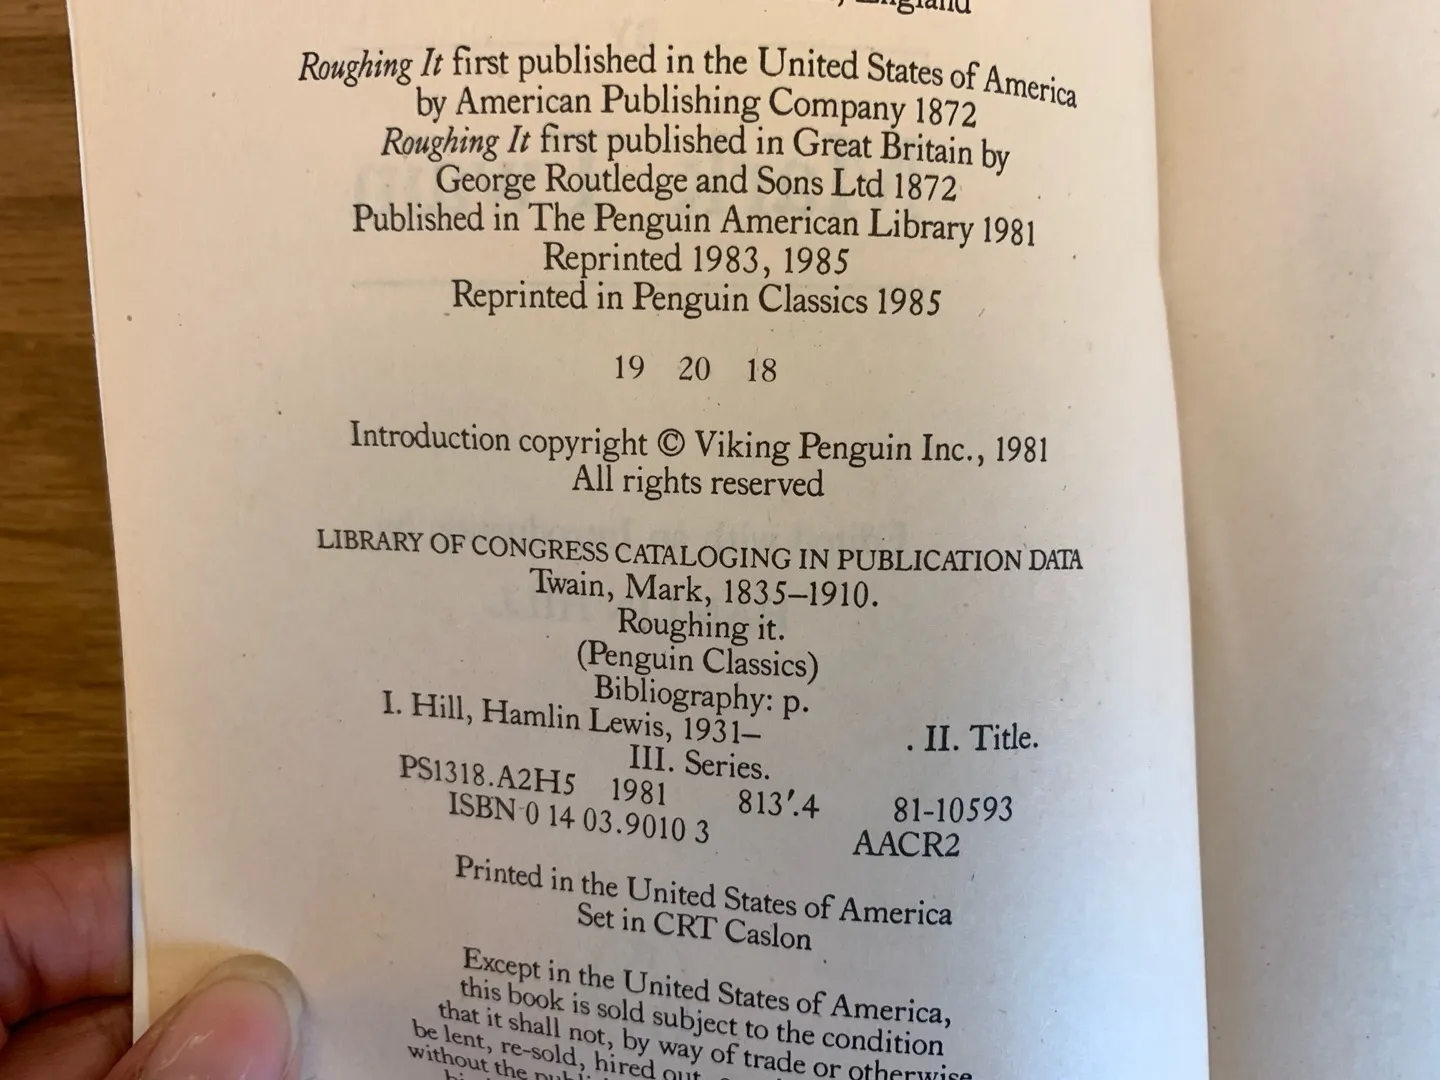 England
Roughing It first published in the United States of America
by American Publishing Company 1872
Roughing It first published in Great Britain by
George Routledge and Sons Ltd 1872
Published in The Penguin American Library 1981
Reprinted 1983, 1985
Reprinted in Penguin Classics 1985
19 20 18
Introduction copyright © Viking Penguin Inc., 1981
All rights reserved
LIBRARY OF CONGRESS CATALOGING IN PUBLICATION DATA
Twain, Mark, 1835–1910.
Roughing it.
(Penguin Classics)
Bibliography: p.
I. Hill, Hamlin Lewis, 1931– . II. Title.
III. Series.
PS1318.A2H5 1981 813′.4 81-10593
ISBN 0 14 03.9010 3 AACR2
Printed in the United States of America
Set in CRT Caslon
Except in the United States of America,
this book is sold subject to the condition
that it shall not, by way of trade or otherwise
be lent, re-sold, hired out,
without the